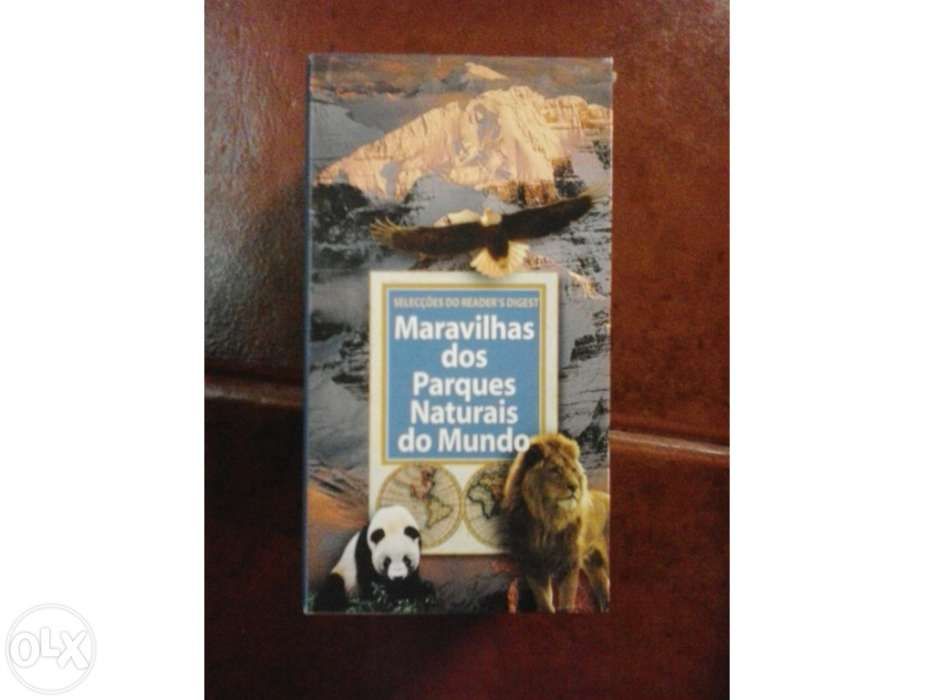 SELECÇÕES DO READER'S DIGEST
Maravilhas
dos
Parques
Naturais
do Mundo
OLX